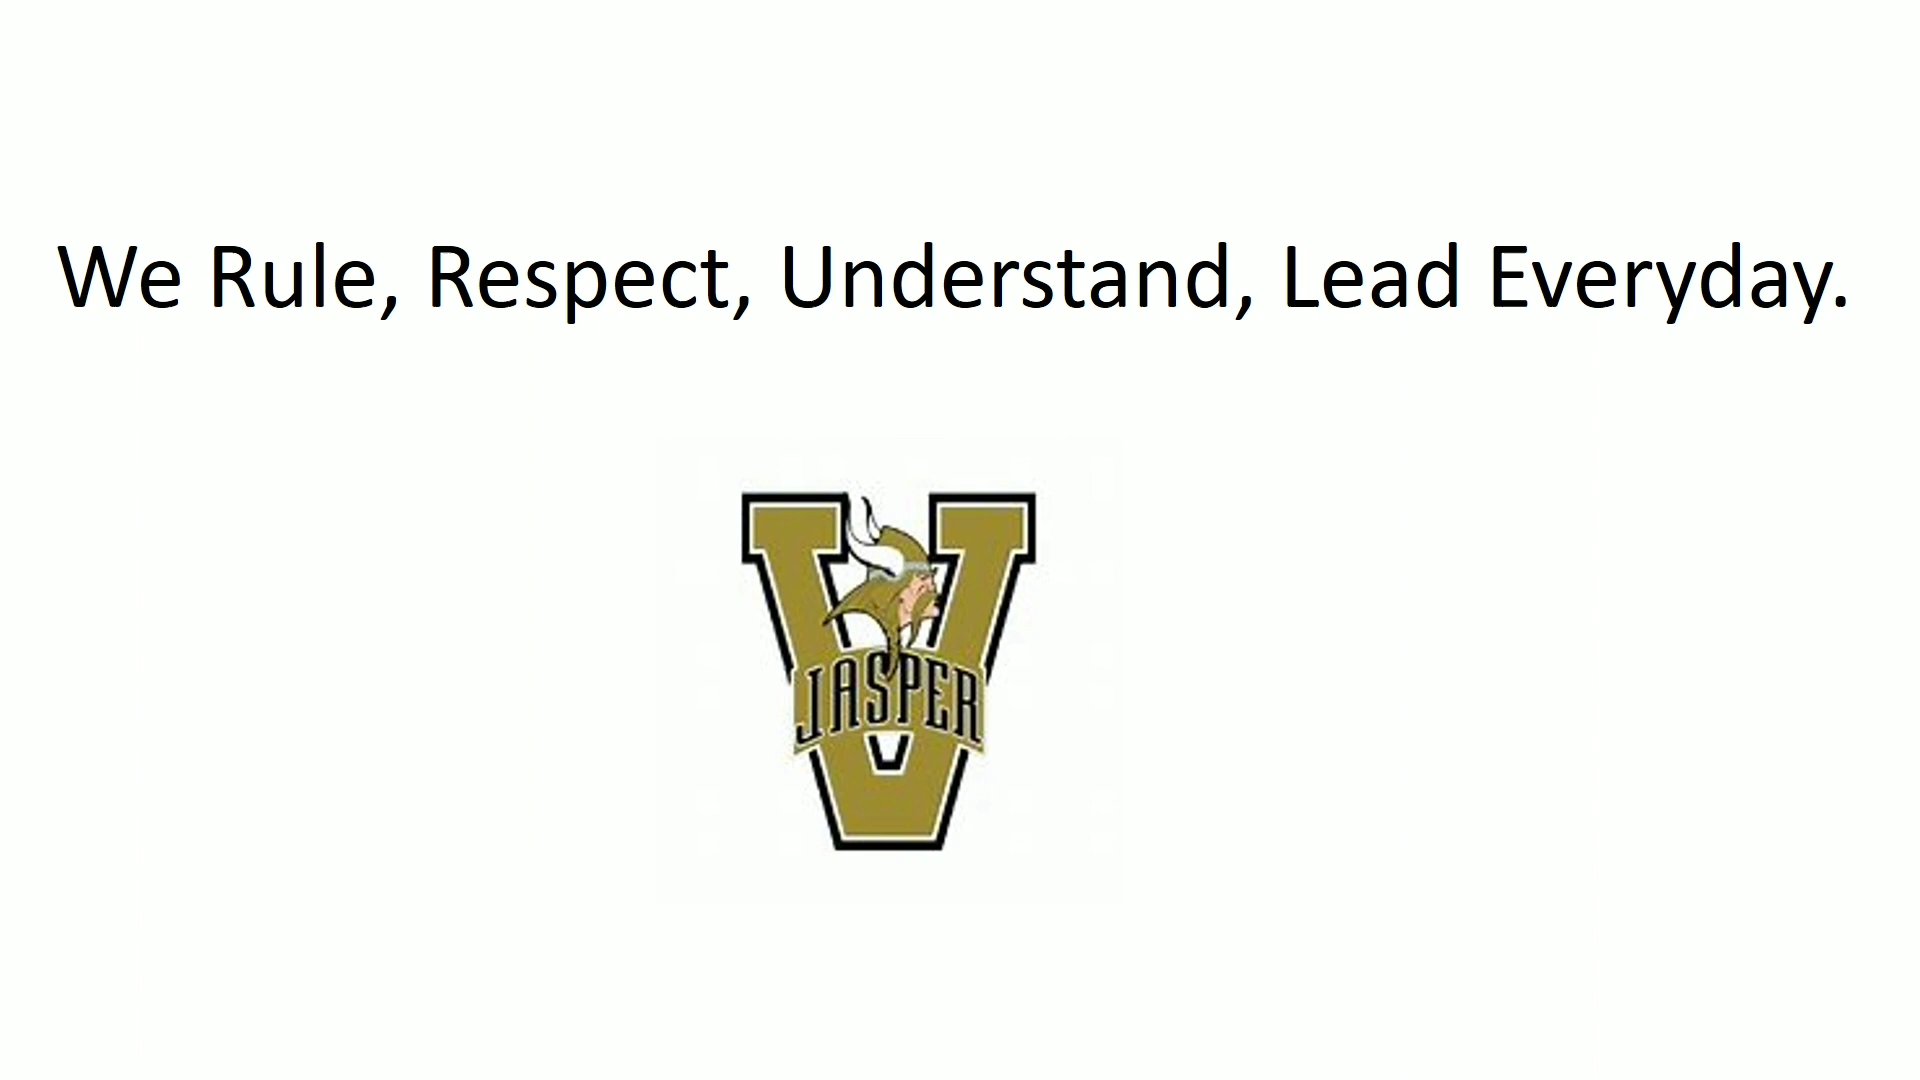 We Rule, Respect, Understand, Lead Everyday.
V
JASPER